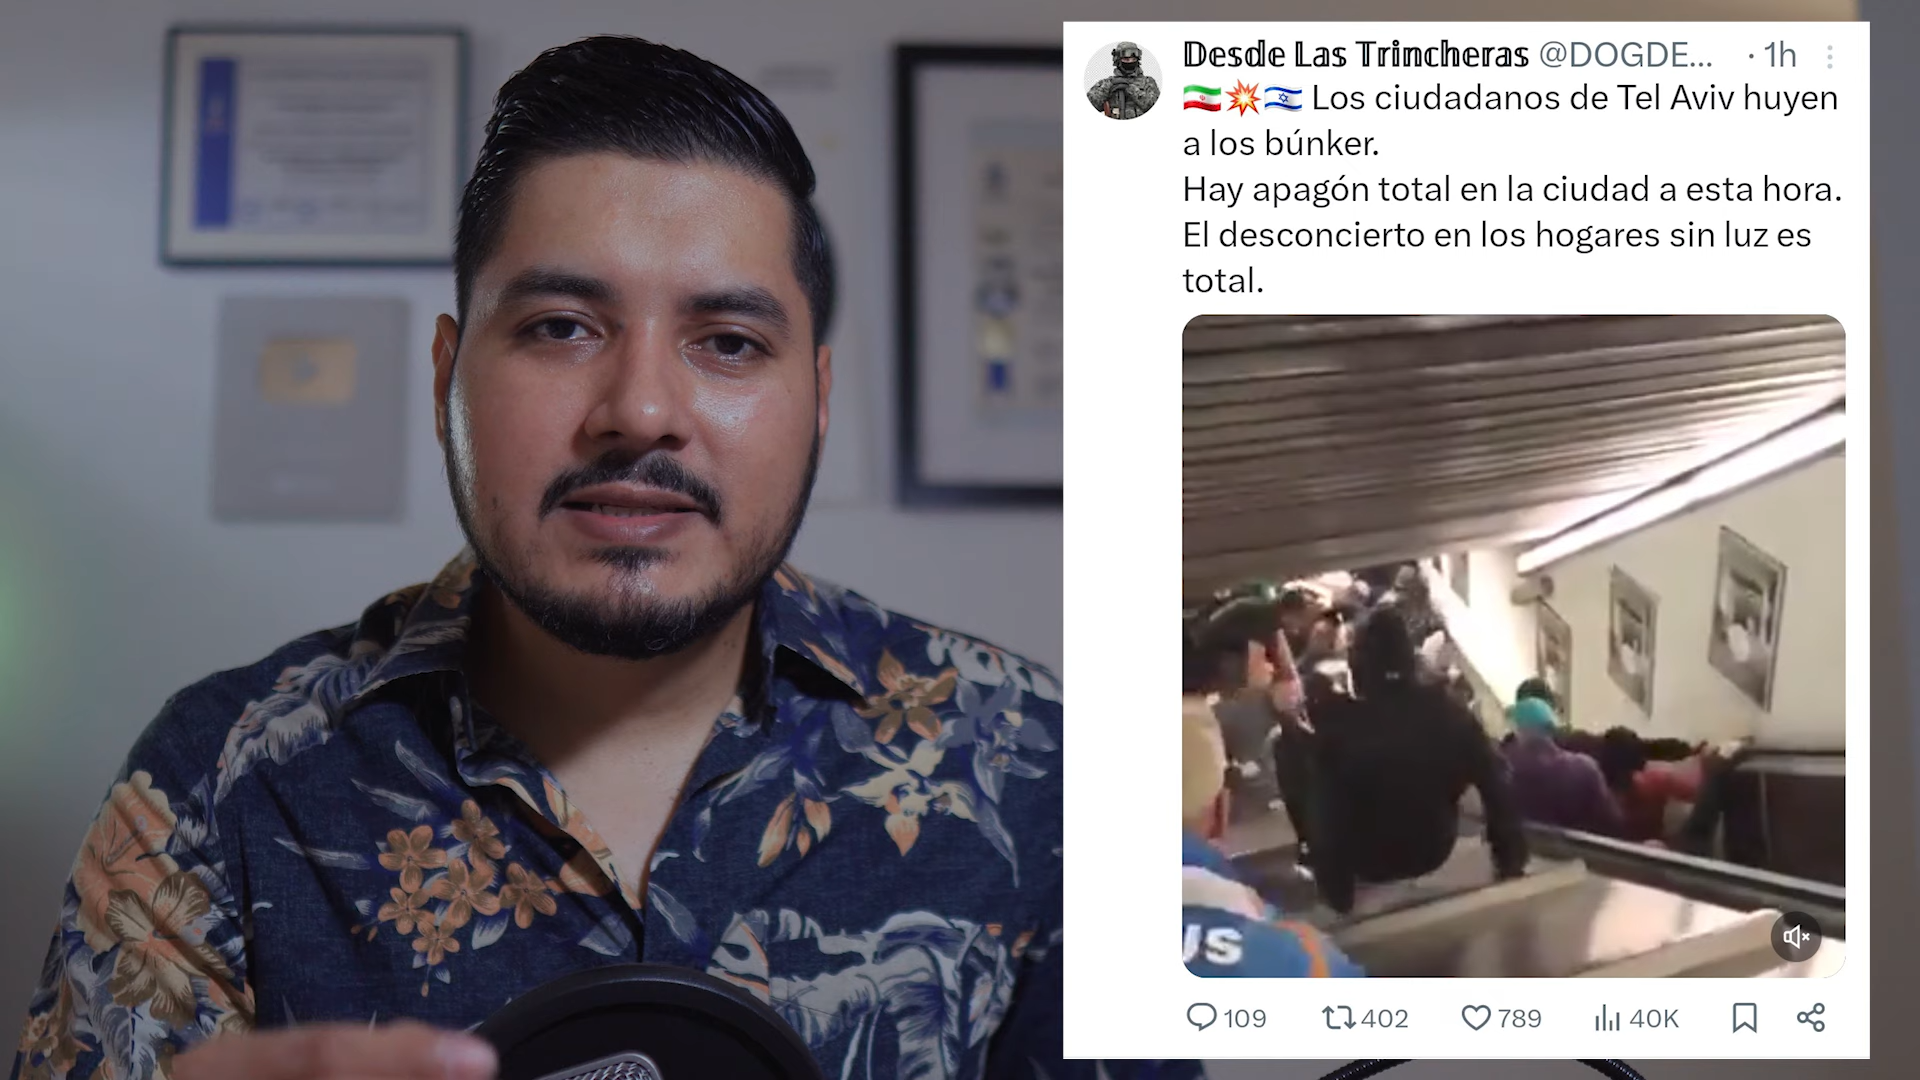 Desde Las Trincheras @DOGDE... · 1h
🇮🇷💥🇮🇱 Los ciudadanos de Tel Aviv huyen
a los búnker.
Hay apagón total en la ciudad a esta hora.
El desconcierto en los hogares sin luz es
total.
us
109 402 789 40K